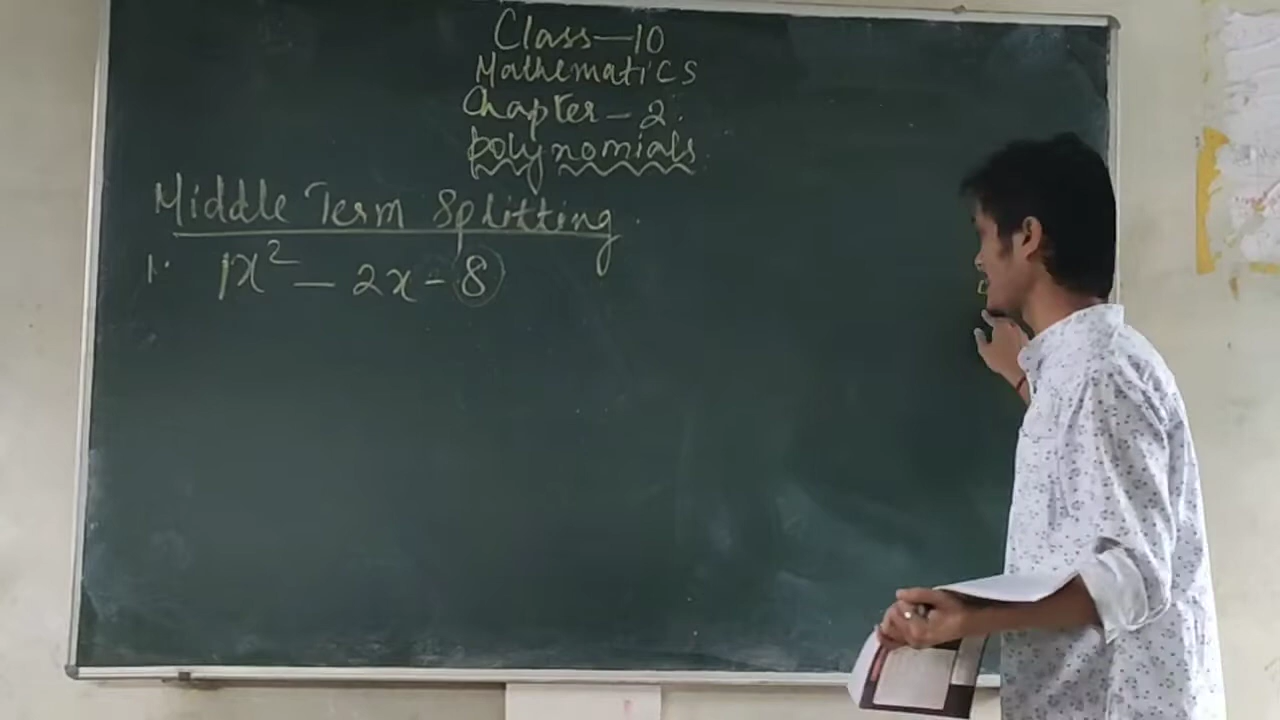 Class—10
Mathematics
Chapter – 2.
polynomials
Middle Term Splitting.
1. 1x² – 2x – 8